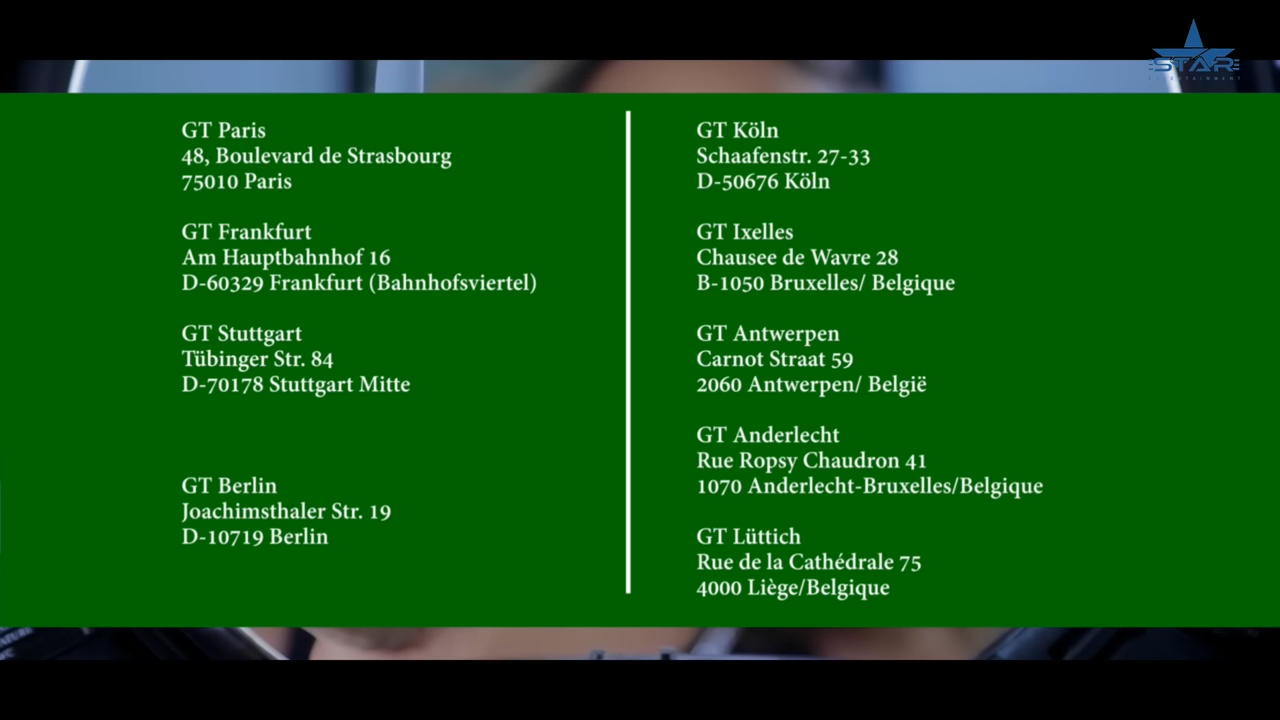 STAR
ENTERTAINMENT
GT Paris
48, Boulevard de Strasbourg
75010 Paris
GT Frankfurt
Am Hauptbahnhof 16
D-60329 Frankfurt (Bahnhofsviertel)
GT Stuttgart
Tübinger Str. 84
D-70178 Stuttgart Mitte
GT Berlin
Joachimsthaler Str. 19
D-10719 Berlin
GT Köln
Schaafenstr. 27-33
D-50676 Köln
GT Ixelles
Chausee de Wavre 28
B-1050 Bruxelles/ Belgique
GT Antwerpen
Carnot Straat 59
2060 Antwerpen/ België
GT Anderlecht
Rue Ropsy Chaudron 41
1070 Anderlecht-Bruxelles/Belgique
GT Lüttich
Rue de la Cathédrale 75
4000 Liège/Belgique